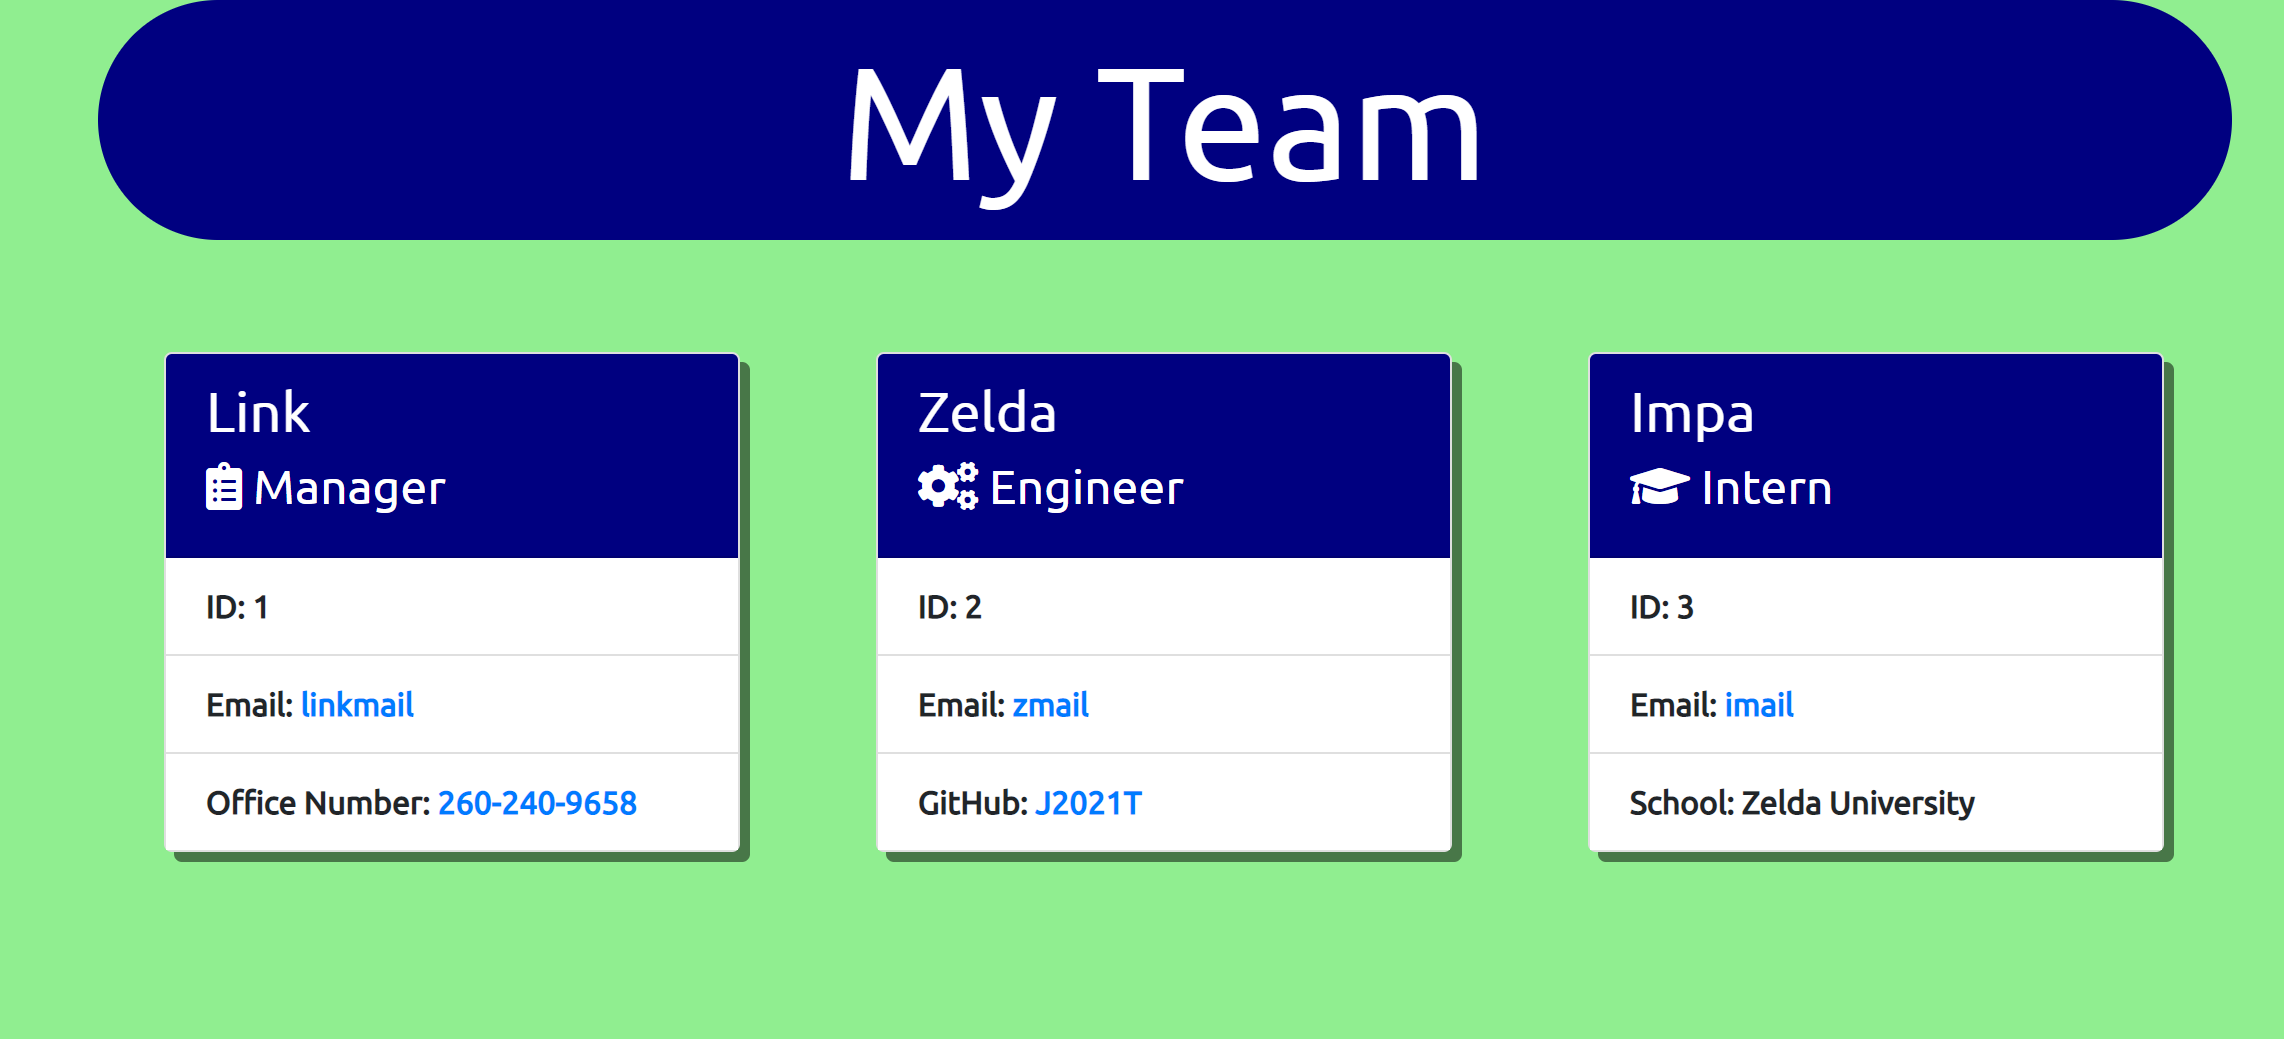 My Team
Link
Manager
ID: 1
Email: linkmail
Office Number: 260-240-9658
Zelda
Engineer
ID: 2
Email: zmail
GitHub: J2021T
Impa
Intern
ID: 3
Email: imail
School: Zelda University